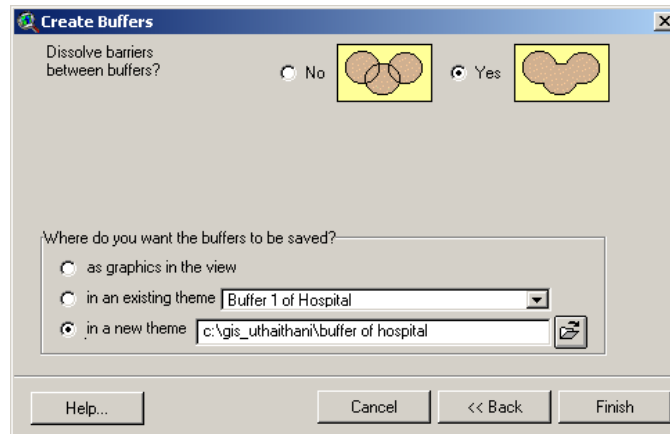 Create Buffers
Dissolve barriers
between buffers?
No
Yes
Where do you want the buffers to be saved?
as graphics in the view
in an existing theme Buffer 1 of Hospital
in a new theme c:\gis_uthaithani\buffer of hospital
Help... Cancel << Back Finish